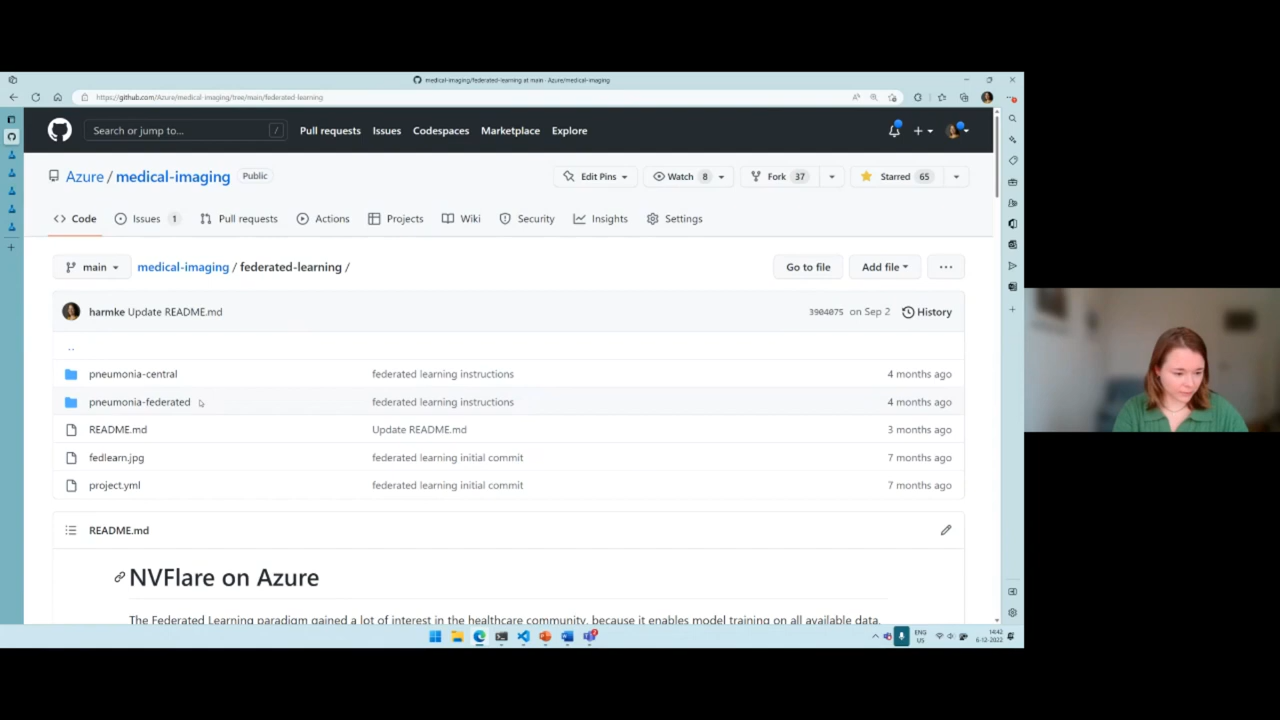 medical-imaging/federated-learning at main · Azure/medical-imaging
https://github.com/Azure/medical-imaging/tree/main/federated-learning
Search or jump to... /
Pull requests Issues Codespaces Marketplace Explore
Azure / medical-imaging Public
Edit Pins Watch 8 Fork 37 Starred 65
Code Issues 1 Pull requests Actions Projects Wiki Security Insights Settings
main medical-imaging / federated-learning /
Go to file Add file ...
harmke Update README.md 3904075 on Sep 2 History
..
pneumonia-central federated learning instructions 4 months ago
pneumonia-federated federated learning instructions 4 months ago
README.md Update README.md 3 months ago
fedlearn.jpg federated learning initial commit 7 months ago
project.yml federated learning initial commit 7 months ago
README.md
NVFlare on Azure
The Federated Learning paradigm gained a lot of interest in the healthcare community, because it enables model training on all available data,
ENG
US
14:42
6-12-2022